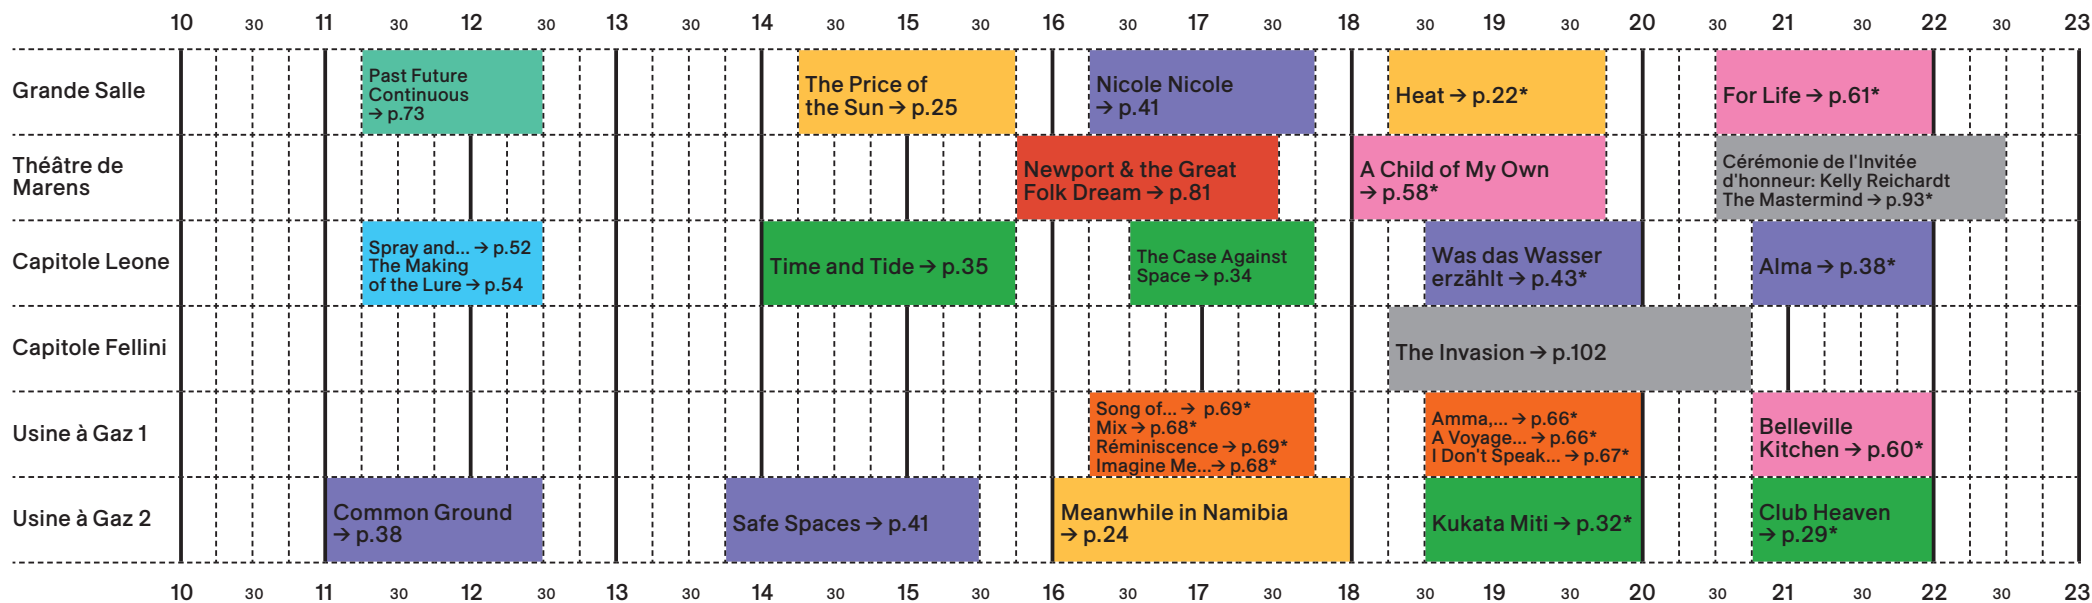 10 30 11 30 12 30 13 30 14 30 15 30 16 30 17 30 18 30 19 30 20 30 21 30 22 30 23
Grande Salle
Past Future
Continuous
→ p.73
The Price of
the Sun → p.25
Nicole Nicole
→ p.41
Heat → p.22*
For Life → p.61*
Théâtre de
Marens
Newport & the Great
Folk Dream → p.81
A Child of My Own
→ p.58*
Cérémonie de l'Invitée
d'honneur: Kelly Reichardt
The Mastermind → p.93*
Capitole Leone
Spray and... → p.52
The Making
of the Lure → p.54
Time and Tide → p.35
The Case Against
Space → p.34
Was das Wasser
erzählt → p.43*
Alma → p.38*
Capitole Fellini
The Invasion → p.102
Usine à Gaz 1
Song of... → p.69*
Mix → p.68*
Réminiscence → p.69*
Imagine Me...→ p.68*
Amma,... → p.66*
A Voyage... → p.66*
I Don't Speak... → p.67*
Belleville
Kitchen → p.60*
Usine à Gaz 2
Common Ground
→ p.38
Safe Spaces → p.41
Meanwhile in Namibia
→ p.24
Kukata Miti → p.32*
Club Heaven
→ p.29*
10 30 11 30 12 30 13 30 14 30 15 30 16 30 17 30 18 30 19 30 20 30 21 30 22 30 23